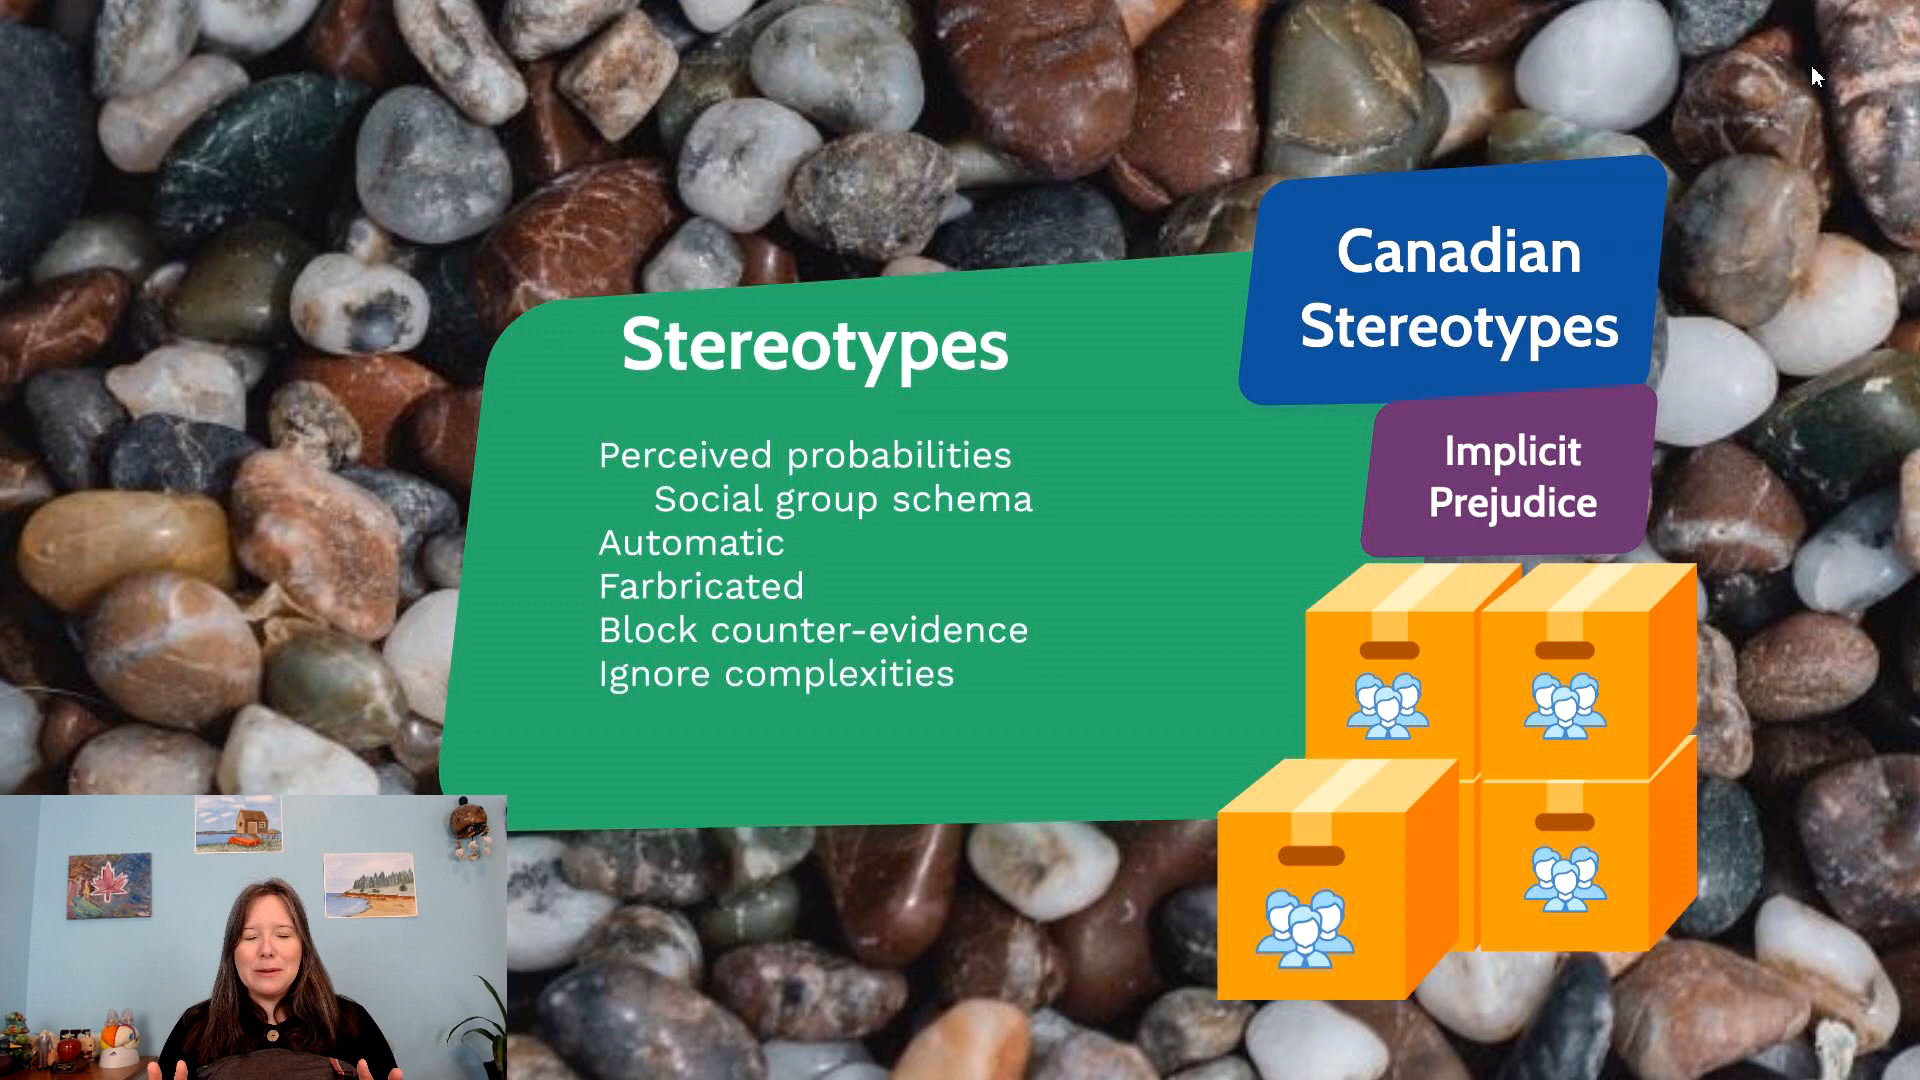 Stereotypes
Perceived probabilities
Social group schema
Automatic
Farbricated
Block counter-evidence
Ignore complexities
Canadian
Stereotypes
Implicit
Prejudice